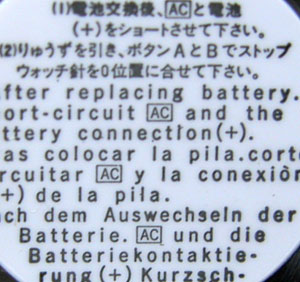 (1)電池交換後、ACと電池
(+)をショートさせて下さい。
(2)りゅうずを引き、ボタンAとBでストップ
ウォッチ針を0位置に合せて下さい。
after replacing battery.
ort-circuit AC and the
ttery connection(+).
as colocar la pila.corto
rcuitar AC y la conexiòn
+) de la pila.
ach dem Auswechseln der
Batterie. AC und die
Batteriekontaktie-
rung (+) Kurzsch-